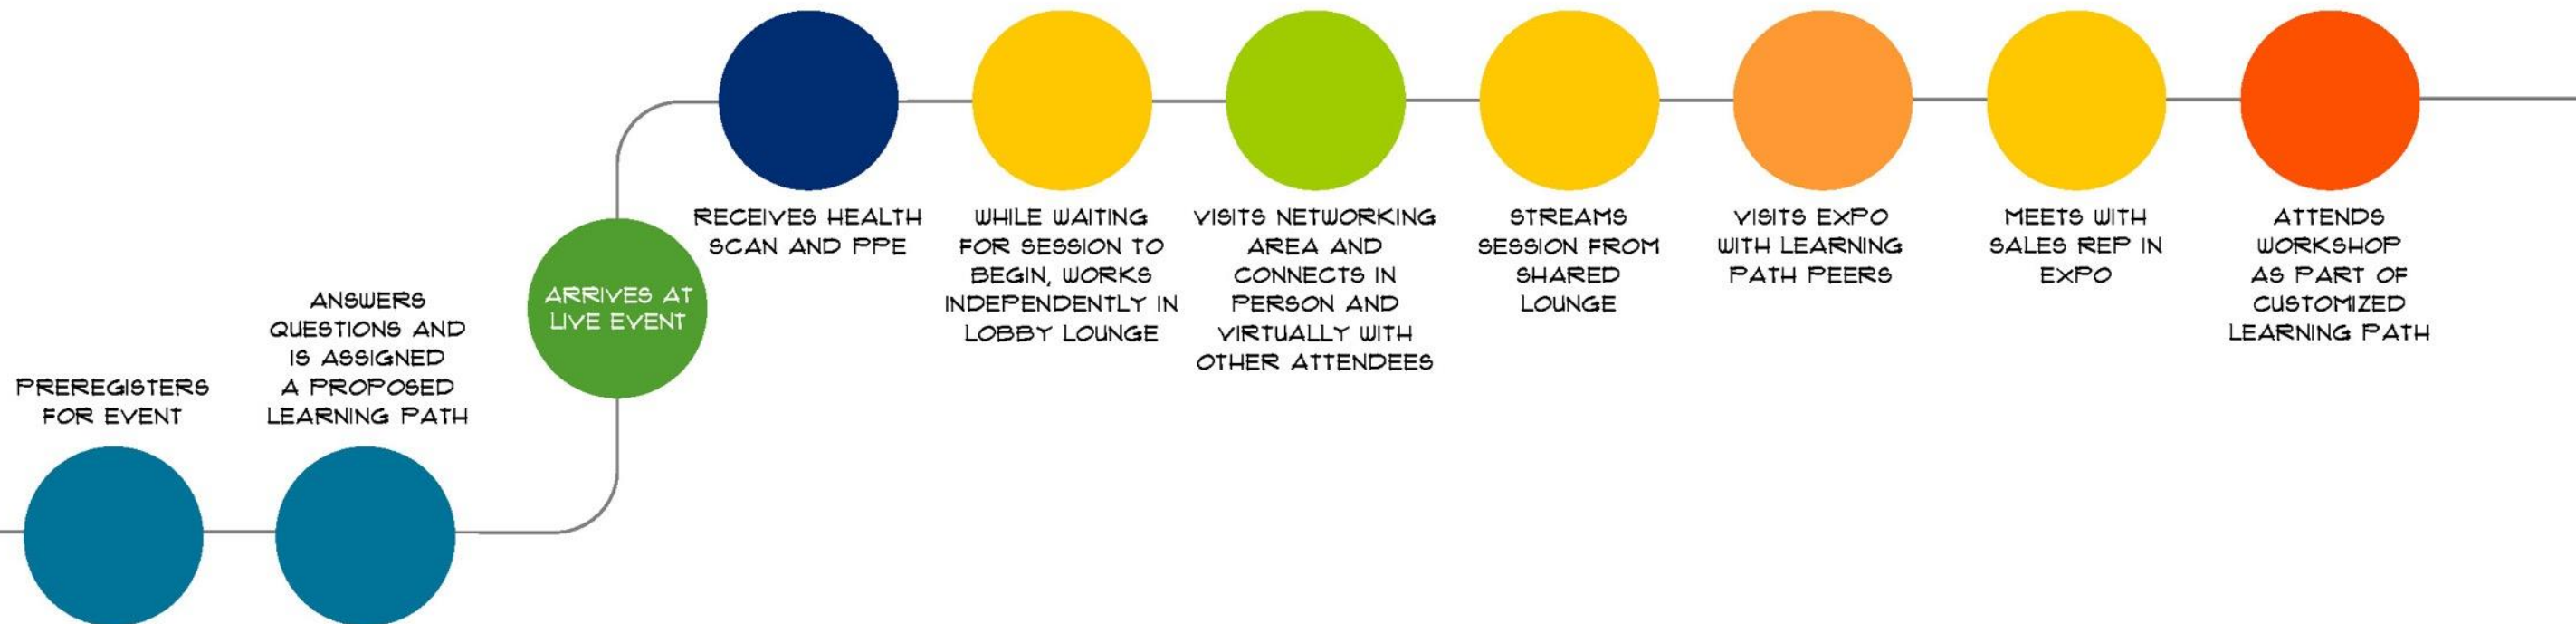 PREREGISTERS
FOR EVENT
ANSWERS
QUESTIONS AND
IS ASSIGNED
A PROPOSED
LEARNING PATH
ARRIVES AT
LIVE EVENT
RECEIVES HEALTH
SCAN AND PPE
WHILE WAITING
FOR SESSION TO
BEGIN, WORKS
INDEPENDENTLY IN
LOBBY LOUNGE
VISITS NETWORKING
AREA AND
CONNECTS IN
PERSON AND
VIRTUALLY WITH
OTHER ATTENDEES
STREAMS
SESSION FROM
SHARED
LOUNGE
VISITS EXPO
WITH LEARNING
PATH PEERS
MEETS WITH
SALES REP IN
EXPO
ATTENDS
WORKSHOP
AS PART OF
CUSTOMIZED
LEARNING PATH